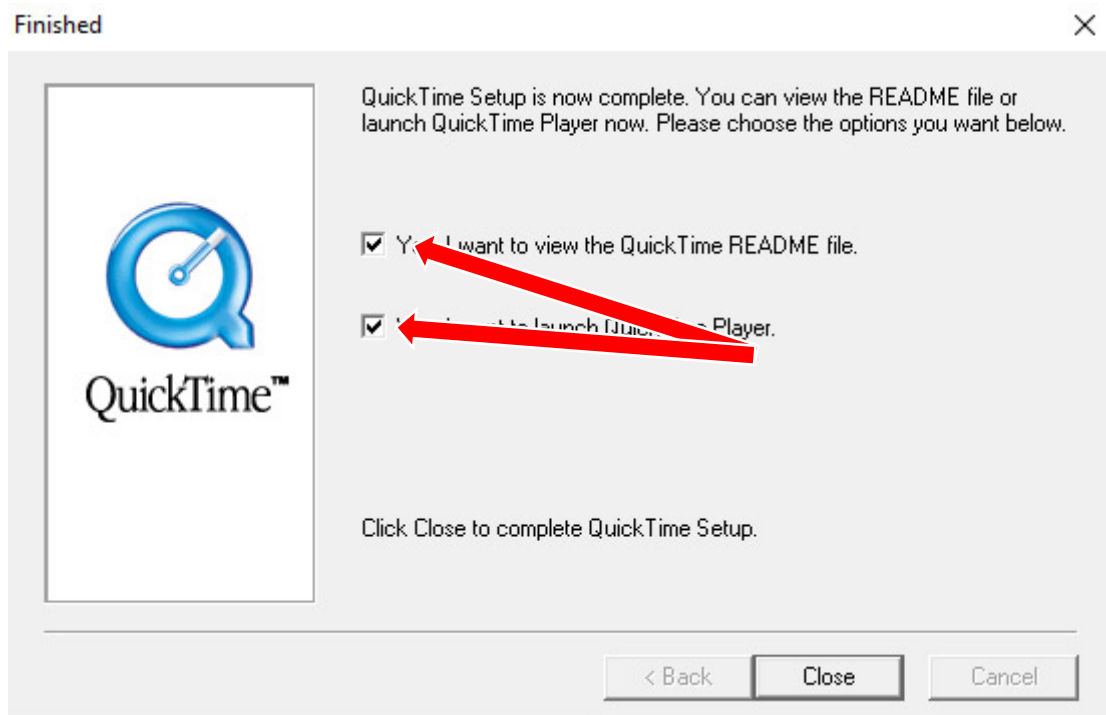 Finished
QuickTime Setup is now complete. You can view the README file or
launch QuickTime Player now. Please choose the options you want below.
I want to view the QuickTime README file.
to launch Player.
QuickTime™
Click Close to complete QuickTime Setup.
< Back Close Cancel